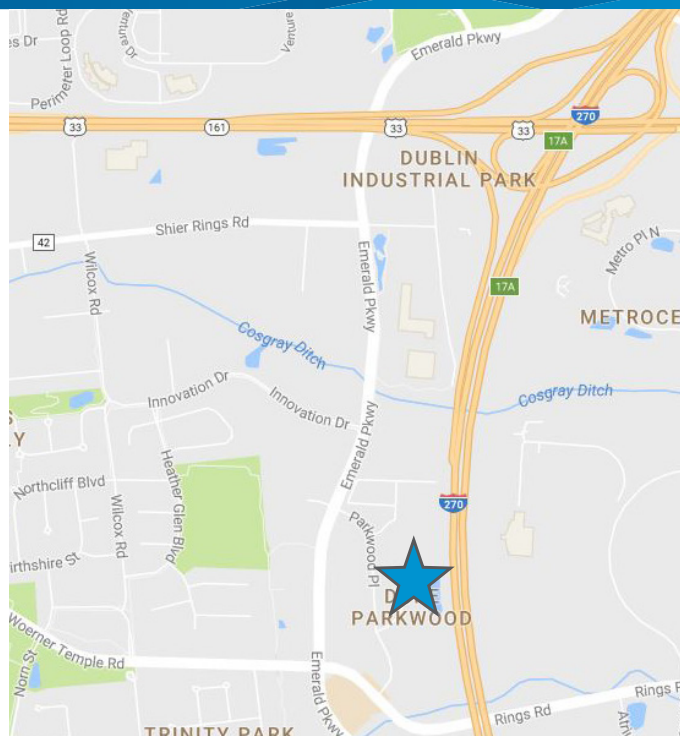 Emerald Pkwy
Venture Dr
Ventura
es Dr
Perimeter Loop Rd
33
161
33
33
270
17A
DUBLIN
INDUSTRIAL PARK
Shier Rings Rd
42
Wilcox Rd
Emerald Pkwy
Metro Pl N
17A
METROCE
Cosgray Ditch
Cosgray Ditch
Innovation Dr
Innovation Dr
S
LY
Emerald Pkwy
Heather Glen Blvd
Northcliff Blvd
Wilcox Rd
270
Parkwood Pl
irthshire St
PARKWOOD
Woerner Temple Rd
Norn St
Emerald Pkwy
Rings R
Rings Rd
Atri
TRINITY PARK